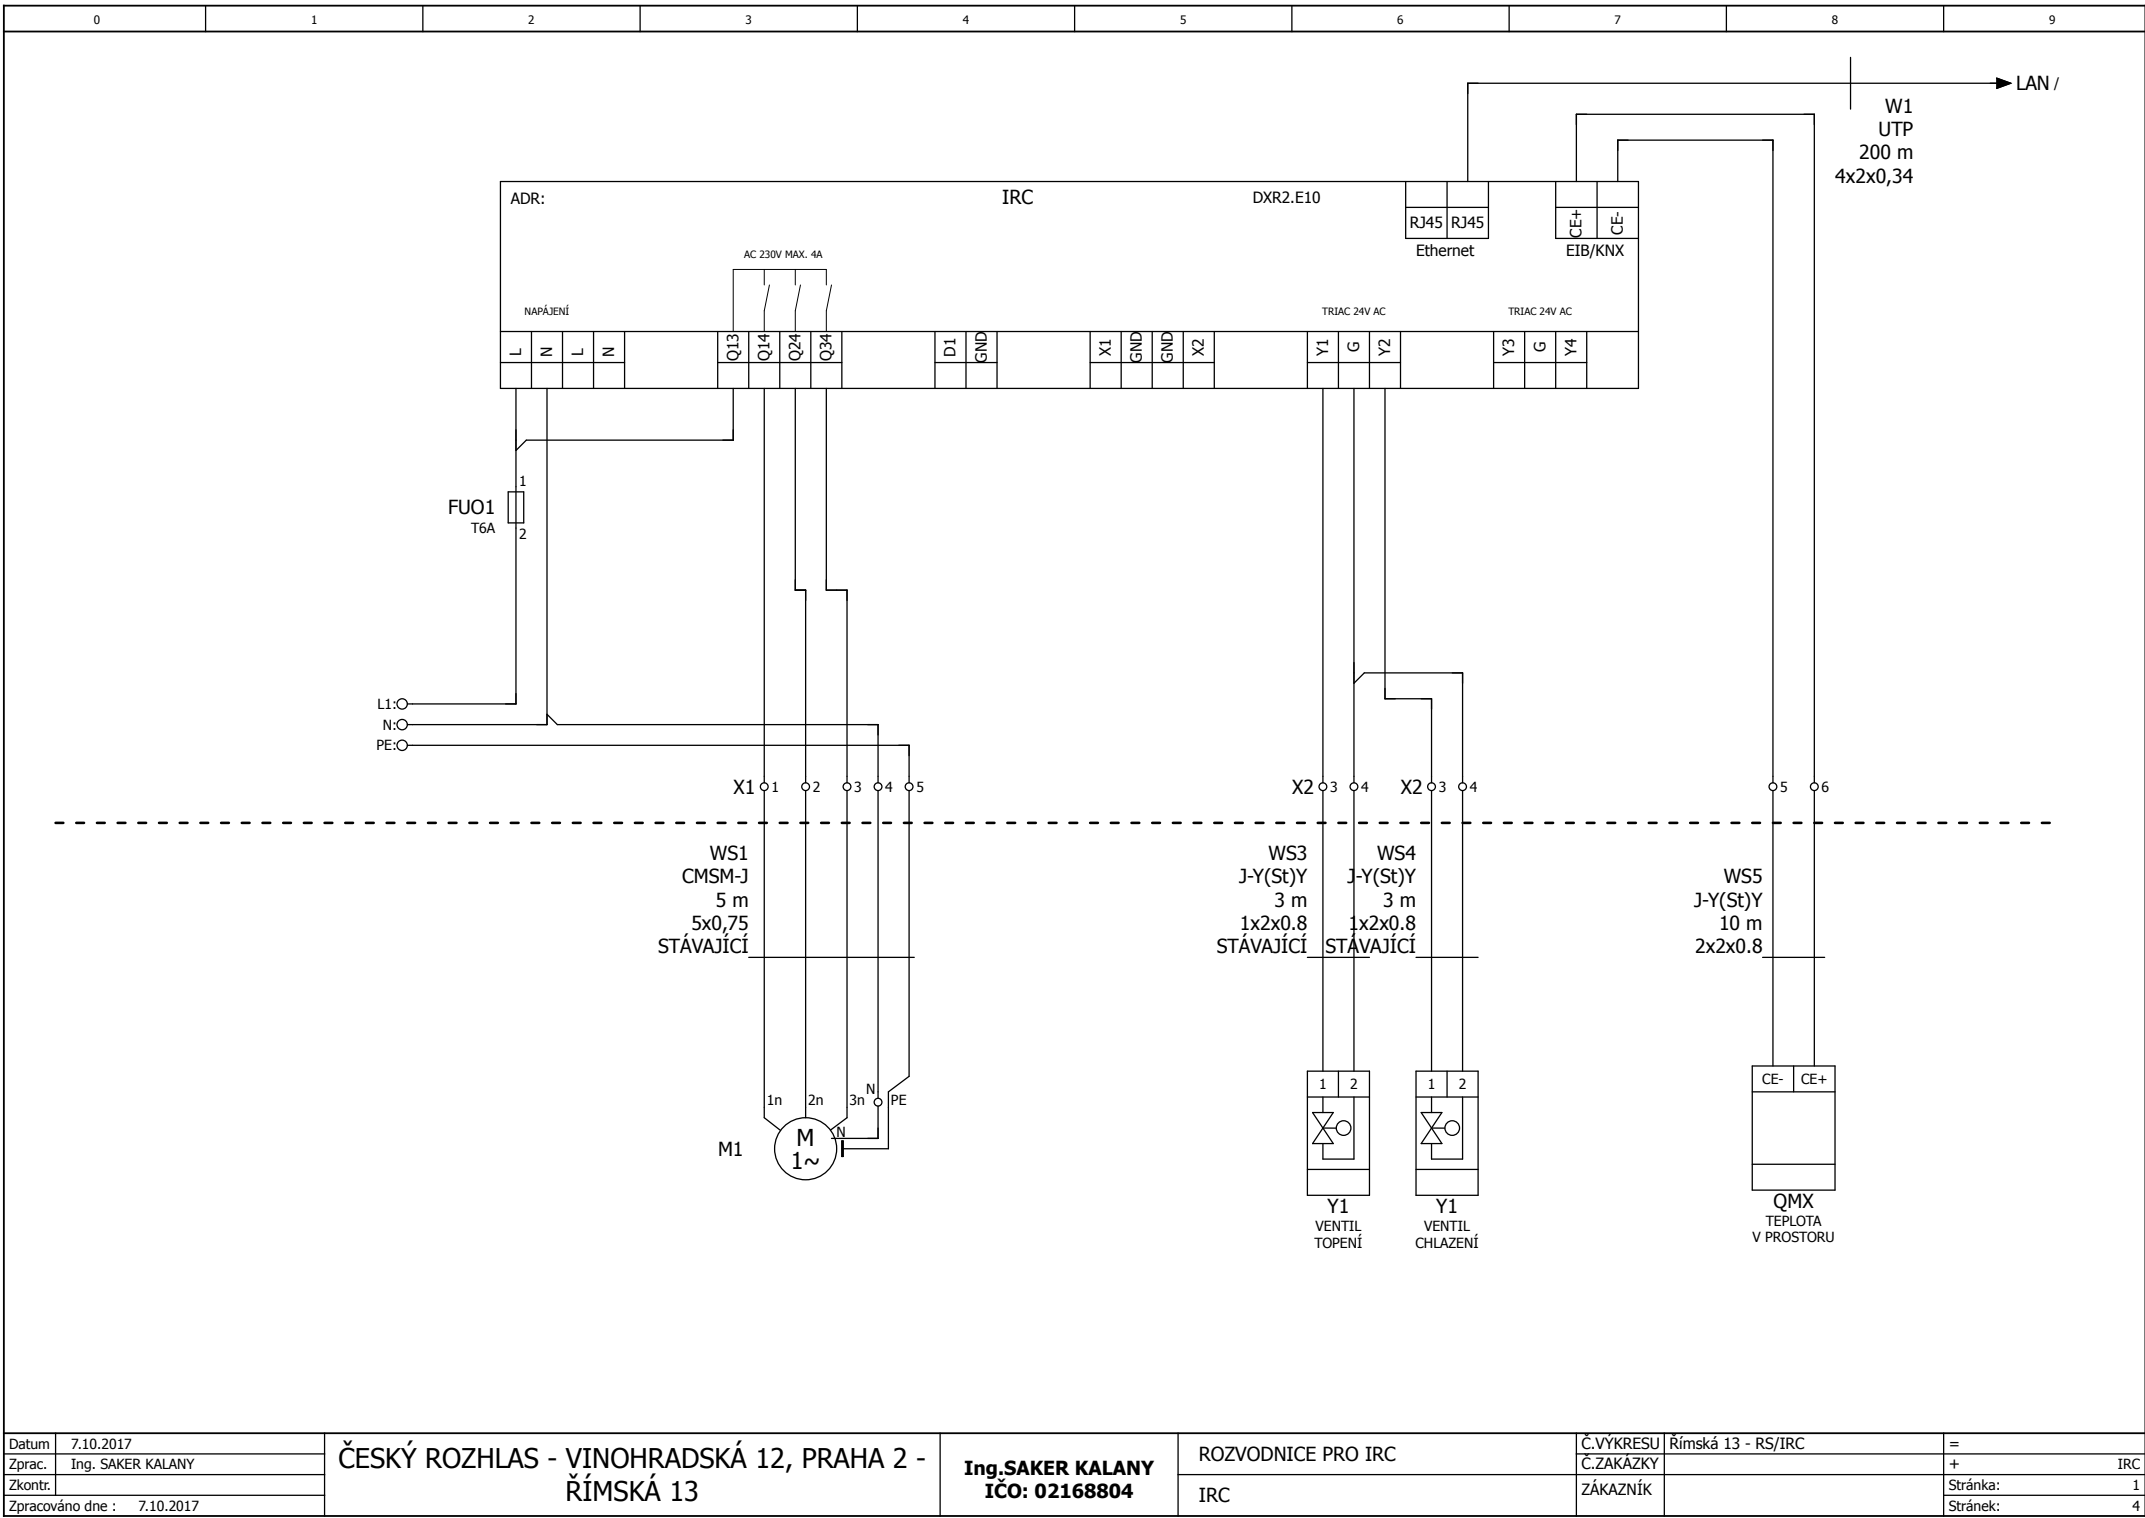 0 1 2 3 4 5 6 7 8 9
LAN /
W1
UTP
200 m
4x2x0,34
ADR: IRC DXR2.E10
RJ45 RJ45 CE+ CE-
Ethernet EIB/KNX
AC 230V MAX. 4A
NAPÁJENÍ TRIAC 24V AC TRIAC 24V AC
L N L N Q13 Q14 Q24 Q34 D1 GND X1 GND GND X2 Y1 G Y2 Y3 G Y4
1
FUO1
T6A
2
L1:
N:
PE:
X1 1 2 3 4 5 X2 3 4 X2 3 4 5 6
WS1
CMSM-J
5 m
5x0,75
STÁVAJÍCÍ
WS3
J-Y(St)Y
3 m
1x2x0.8
STÁVAJÍCÍ
WS4
J-Y(St)Y
3 m
1x2x0.8
STÁVAJÍCÍ
WS5
J-Y(St)Y
10 m
2x2x0.8
1n 2n 3n N PE
M1 M N
1~
1 2
Y1
VENTIL
TOPENÍ
1 2
Y1
VENTIL
CHLAZENÍ
CE- CE+
QMX
TEPLOTA
V PROSTORU
Datum 7.10.2017
Zprac. Ing. SAKER KALANY
Zkontr.
Zpracováno dne : 7.10.2017
ČESKÝ ROZHLAS - VINOHRADSKÁ 12, PRAHA 2 -
ŘÍMSKÁ 13
Ing.SAKER KALANY
IČO: 02168804
ROZVODNICE PRO IRC
IRC
Č.VÝKRESU Římská 13 - RS/IRC
Č.ZAKÁZKY
ZÁKAZNÍK
=
+ IRC
Stránka: 1
Stránek: 4